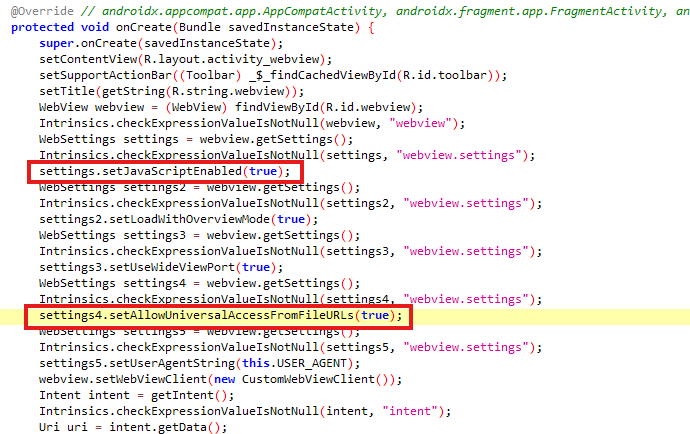 @Override // androidx.appcompat.app.AppCompatActivity, androidx.fragment.app.FragmentActivity, an
protected void onCreate(Bundle savedInstanceState) {
super.onCreate(savedInstanceState);
setContentView(R.layout.activity_webview);
setSupportActionBar((Toolbar) _$_findCachedViewById(R.id.toolbar));
setTitle(getString(R.string.webview));
WebView webview = (WebView) findViewById(R.id.webview);
Intrinsics.checkExpressionValueIsNotNull(webview, "webview");
WebSettings settings = webview.getSettings();
Intrinsics.checkExpressionValueIsNotNull(settings, "webview.settings");
settings.setJavaScriptEnabled(true);
WebSettings settings2 = webview.getSettings();
Intrinsics.checkExpressionValueIsNotNull(settings2, "webview.settings");
settings2.setLoadWithOverviewMode(true);
WebSettings settings3 = webview.getSettings();
Intrinsics.checkExpressionValueIsNotNull(settings3, "webview.settings");
settings3.setUseWideViewPort(true);
WebSettings settings4 = webview.getSettings();
Intrinsics.checkExpressionValueIsNotNull(settings4, "webview.settings");
settings4.setAllowUniversalAccessFromFileURLs(true);
WebSettings settings5 = webview.getSettings();
Intrinsics.checkExpressionValueIsNotNull(settings5, "webview.settings");
settings5.setUserAgentString(this.USER_AGENT);
webview.setWebViewClient(new CustomWebViewClient());
Intent intent = getIntent();
Intrinsics.checkExpressionValueIsNotNull(intent, "intent");
Uri uri = intent.getData();